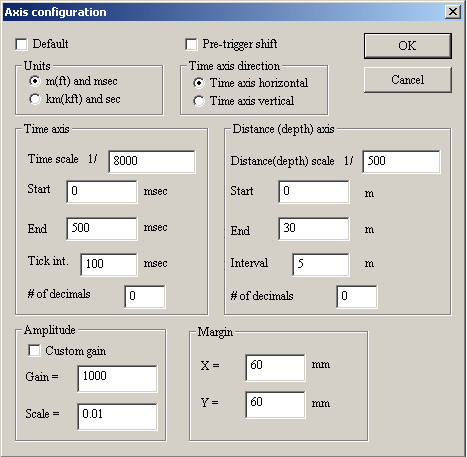 Axis configuration
Default
Pre-trigger shift
OK
Cancel
Units
m(ft) and msec
km(kft) and sec
Time axis direction
Time axis horizontal
Time axis vertical
Time axis
Time scale 1/ 8000
Start 0 msec
End 500 msec
Tick int. 100 msec
# of decimals 0
Distance (depth) axis
Distance(depth) scale 1/ 500
Start 0 m
End 30 m
Interval 5 m
# of decimals 0
Amplitude
Custom gain
Gain = 1000
Scale = 0.01
Margin
X = 60 mm
Y = 60 mm